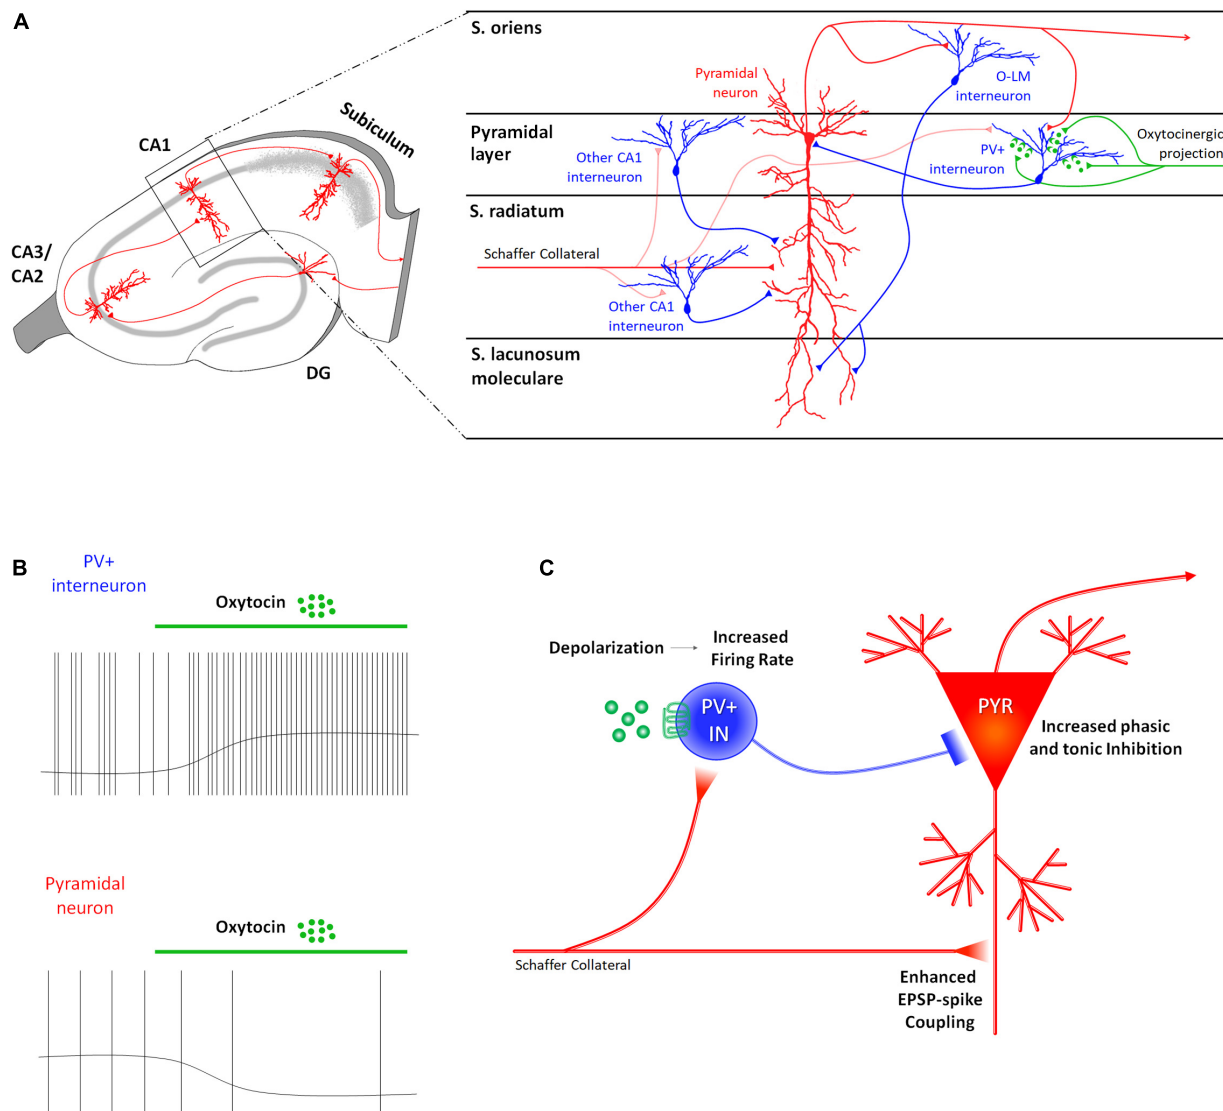 A
S. oriens
Pyramidal
neuron
O-LM
interneuron
Subiculum
CA1
Pyramidal
layer
Other CA1
interneuron
PV+
interneuron
Oxytocinergic
projection
S. radiatum
CA3/
CA2
Schaffer Collateral
Other CA1
interneuron
S. lacunosum
moleculare
DG
B
PV+
interneuron
Oxytocin
Pyramidal
neuron
Oxytocin
C
Depolarization
Increased
Firing Rate
PV+
IN
PYR
Increased phasic
and tonic Inhibition
Schaffer Collateral
Enhanced
EPSP-spike
Coupling